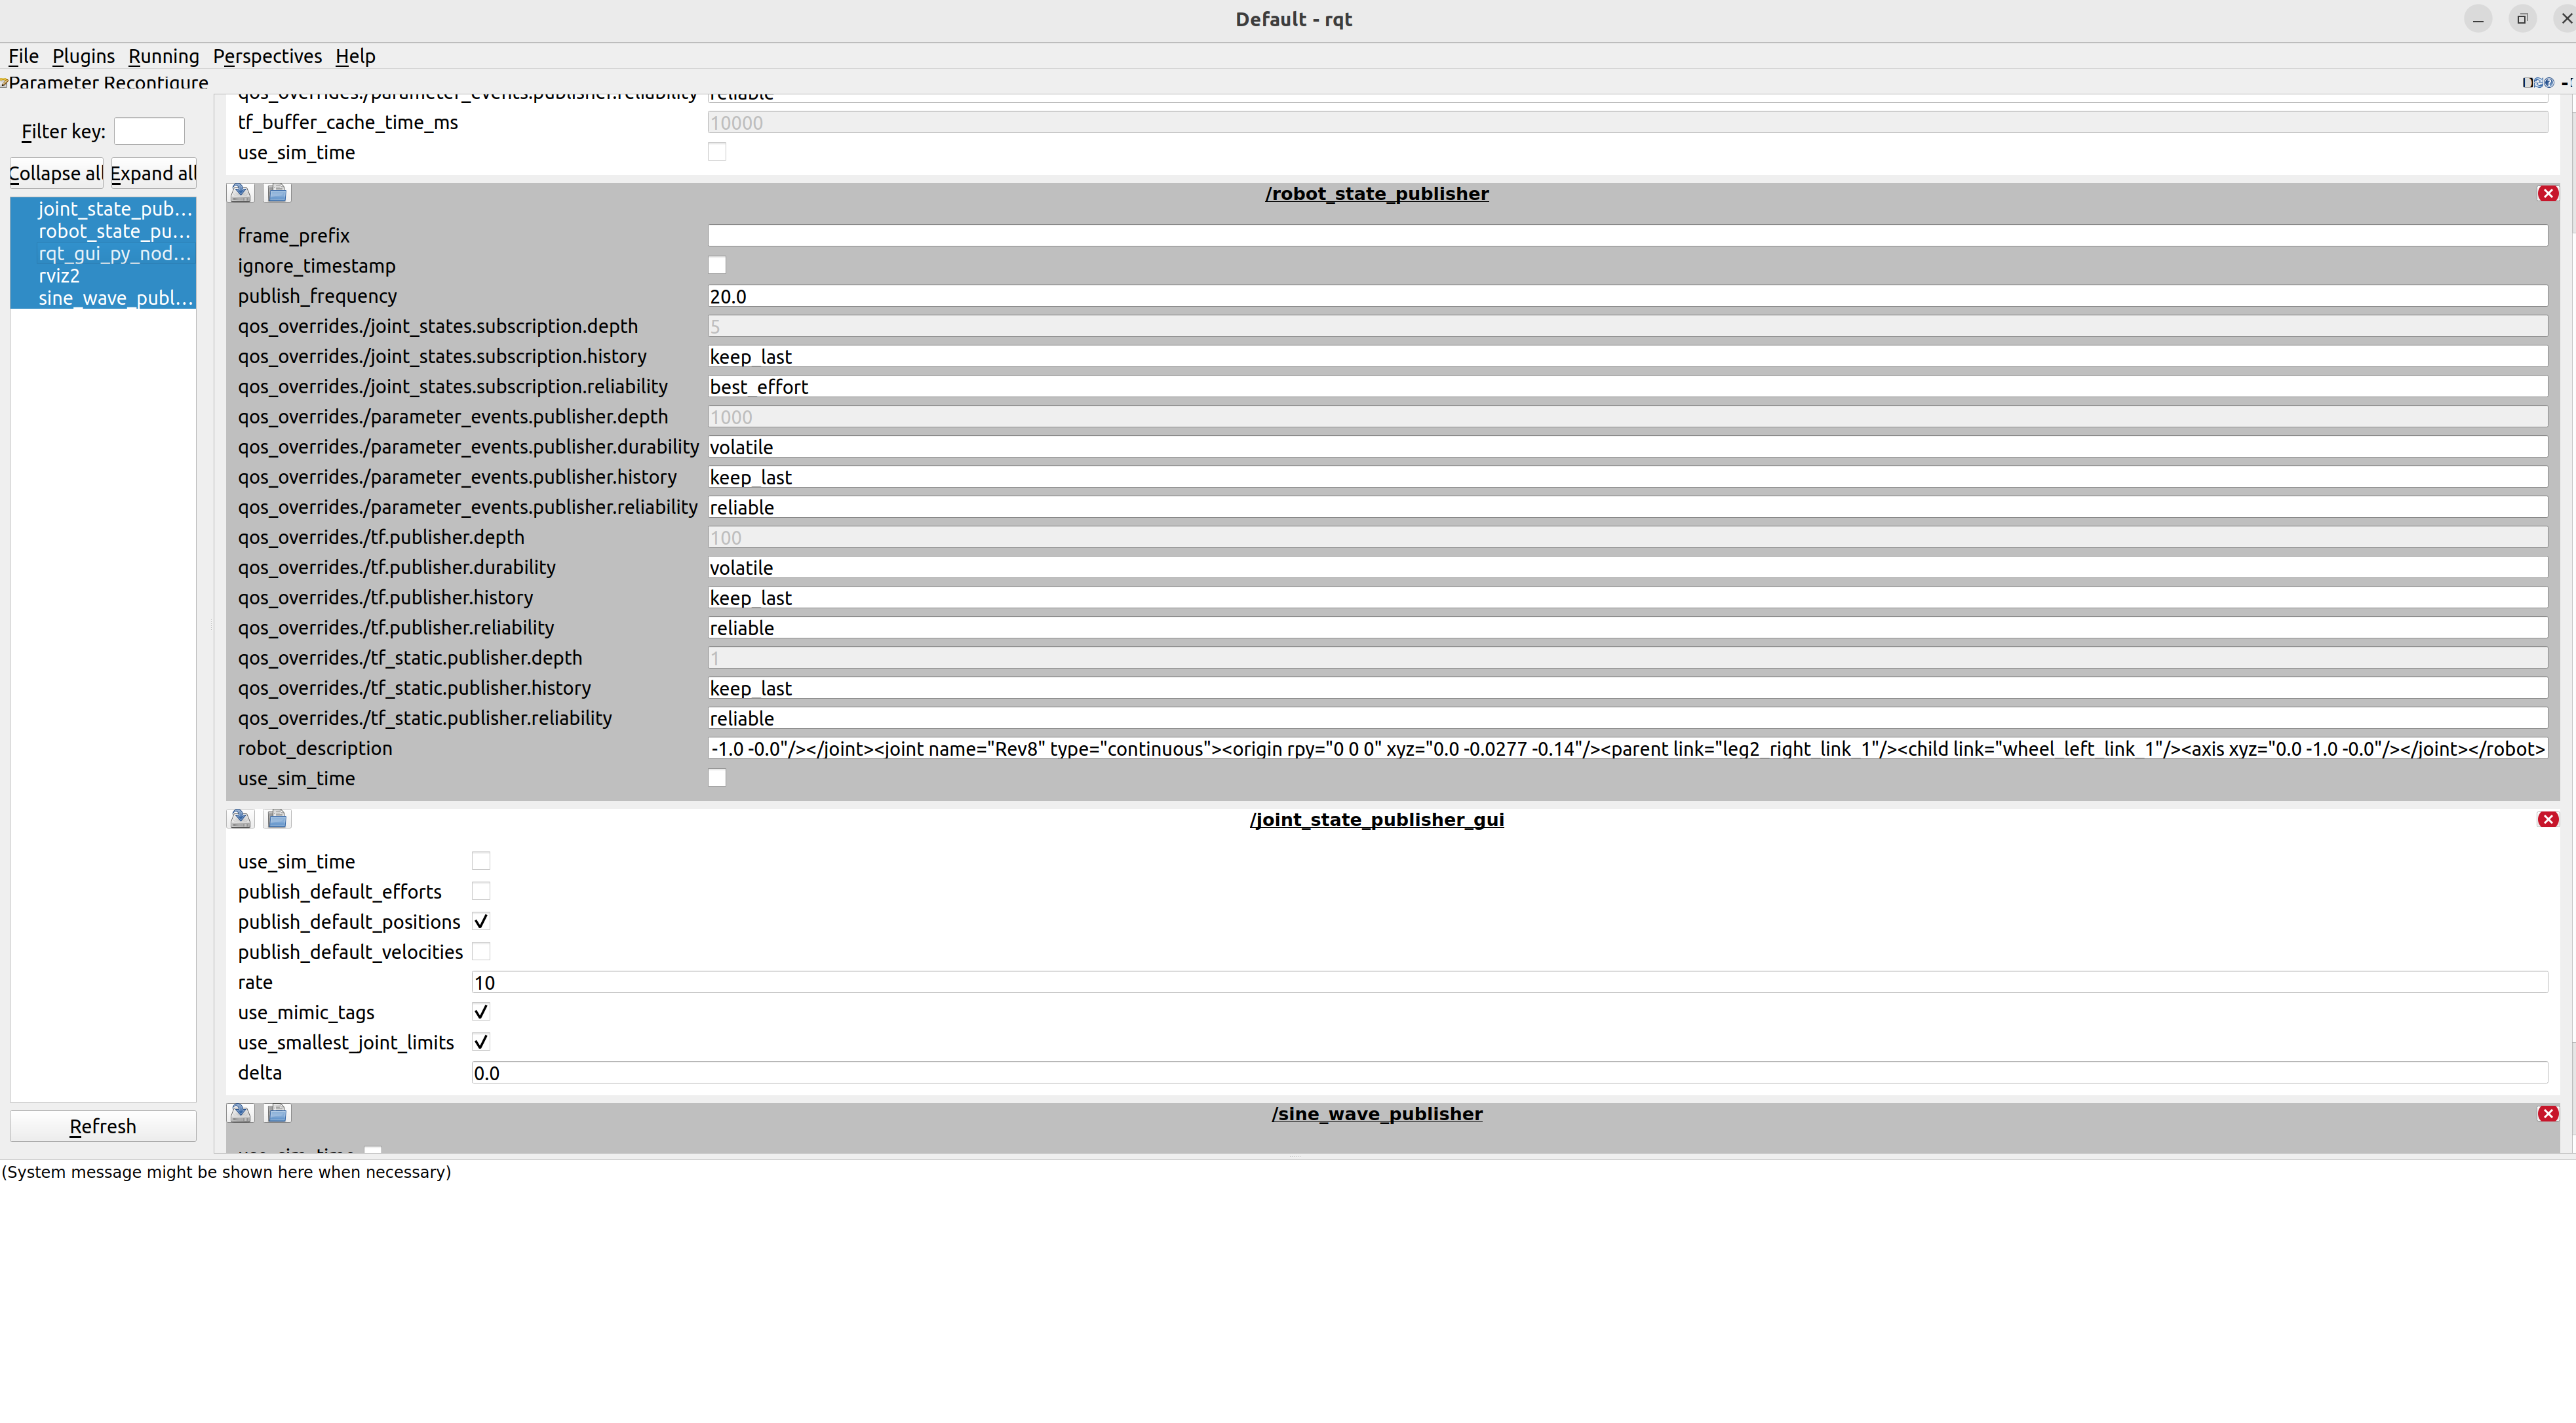 Default - rqt
File Plugins Running Perspectives Help
Parameter Reconfigure
Filter key:
Collapse all Expand all
joint_state_pub...
robot_state_pu...
rqt_gui_py_nod...
rviz2
sine_wave_publ...
Refresh
qos_overrides./parameter_events.publisher.reliability reliable
tf_buffer_cache_time_ms 10000
use_sim_time
/robot_state_publisher
frame_prefix
ignore_timestamp
publish_frequency 20.0
qos_overrides./joint_states.subscription.depth 5
qos_overrides./joint_states.subscription.history keep_last
qos_overrides./joint_states.subscription.reliability best_effort
qos_overrides./parameter_events.publisher.depth 1000
qos_overrides./parameter_events.publisher.durability volatile
qos_overrides./parameter_events.publisher.history keep_last
qos_overrides./parameter_events.publisher.reliability reliable
qos_overrides./tf.publisher.depth 100
qos_overrides./tf.publisher.durability volatile
qos_overrides./tf.publisher.history keep_last
qos_overrides./tf.publisher.reliability reliable
qos_overrides./tf_static.publisher.depth 1
qos_overrides./tf_static.publisher.history keep_last
qos_overrides./tf_static.publisher.reliability reliable
robot_description -1.0 -0.0"/></joint><joint name="Rev8" type="continuous"><origin rpy="0 0 0" xyz="0.0 -0.0277 -0.14"/><parent link="leg2_right_link_1"/><child link="wheel_left_link_1"/><axis xyz="0.0 -1.0 -0.0"/></joint></robot>
use_sim_time
/joint_state_publisher_gui
use_sim_time
publish_default_efforts
publish_default_positions
publish_default_velocities
rate 10
use_mimic_tags
use_smallest_joint_limits
delta 0.0
/sine_wave_publisher
use_sim_time
(System message might be shown here when necessary)